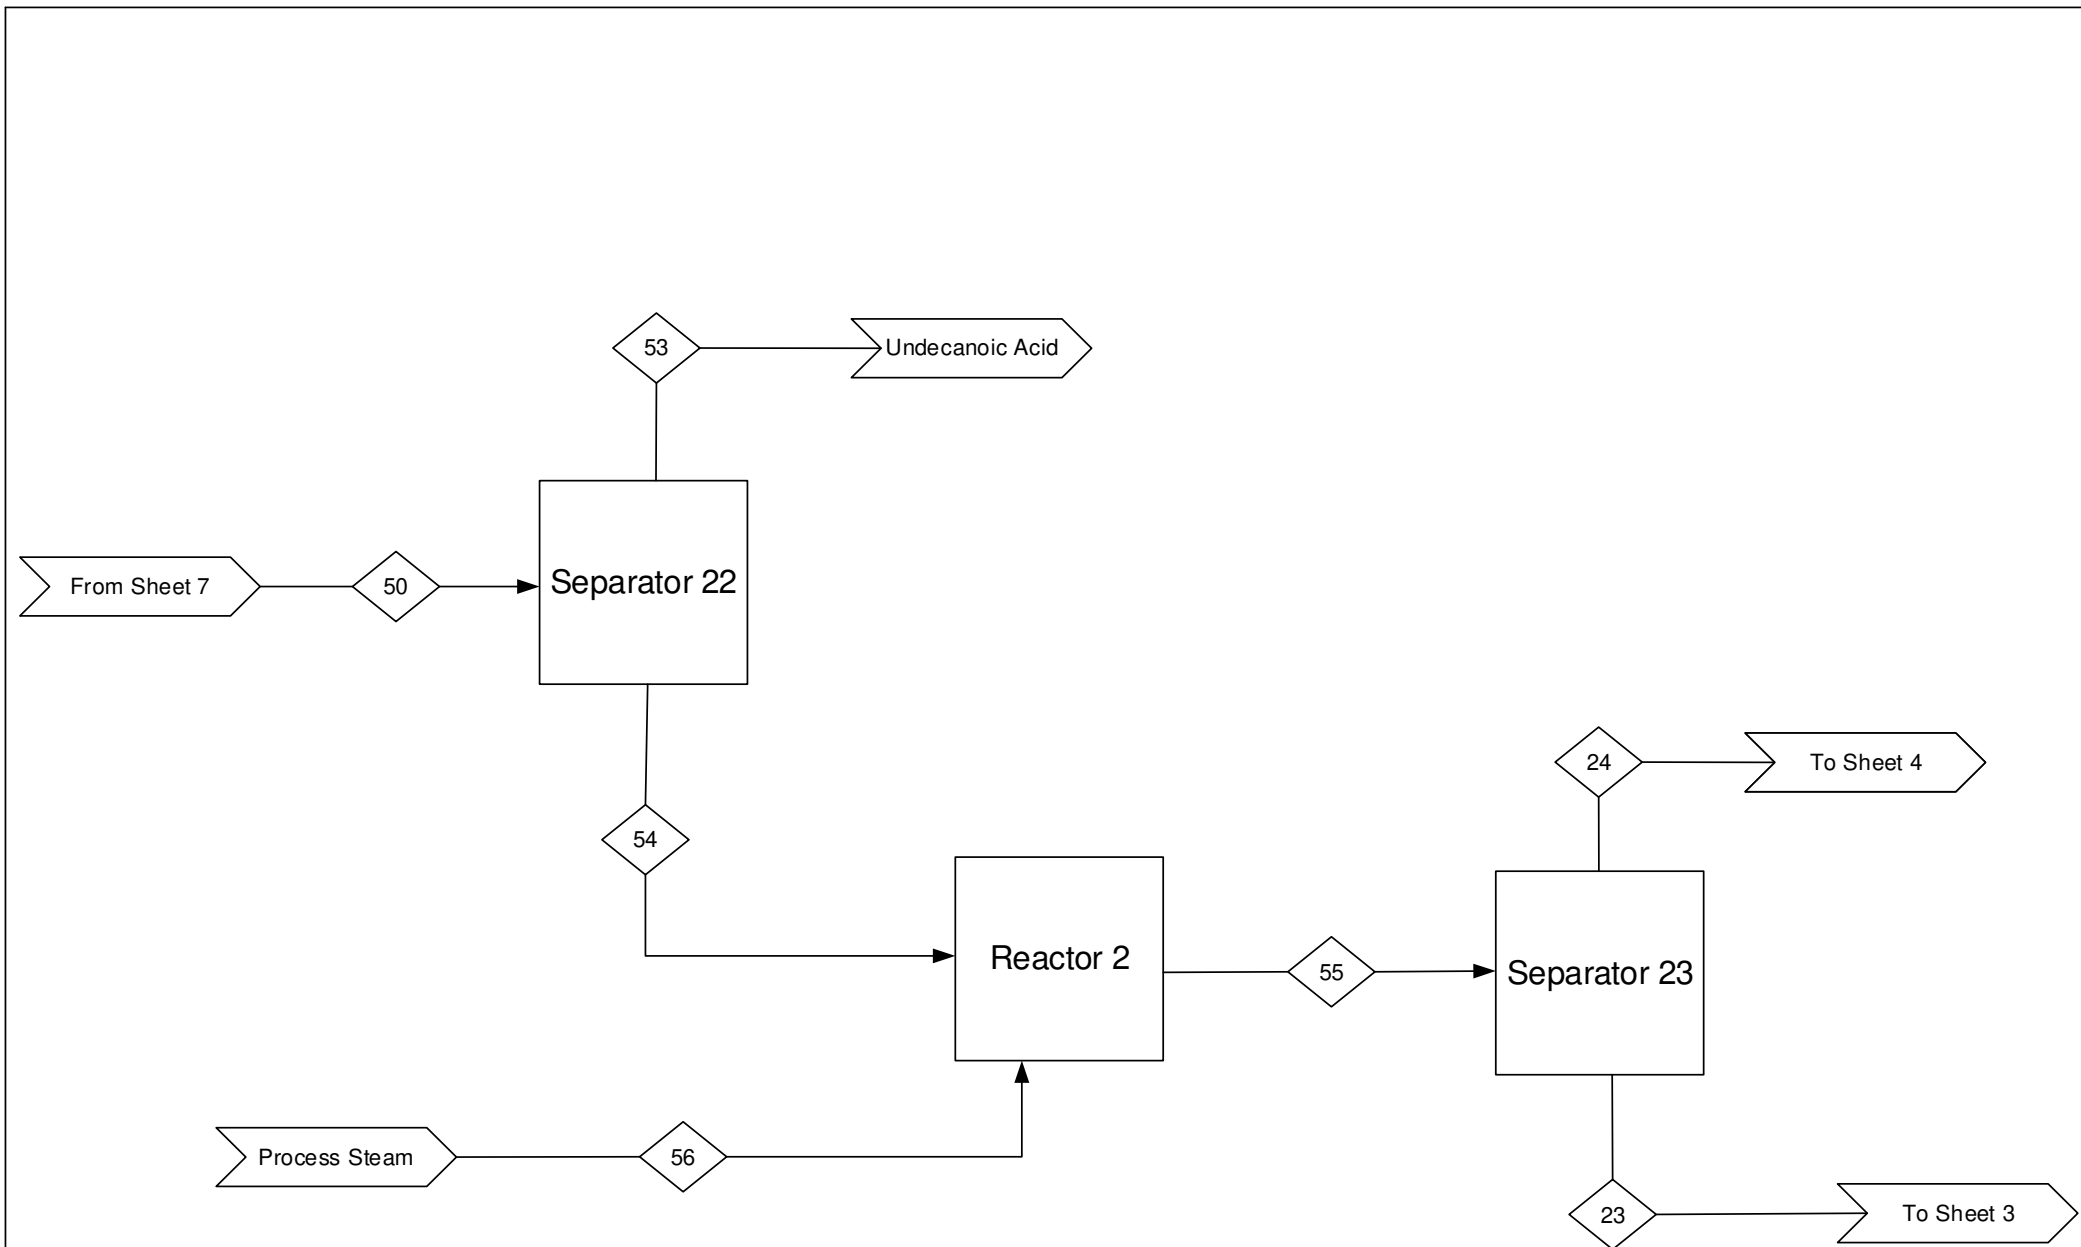 53
Undecanoic Acid
From Sheet 7
50
Separator 22
54
24
To Sheet 4
Reactor 2
55
Separator 23
Process Steam
56
23
To Sheet 3